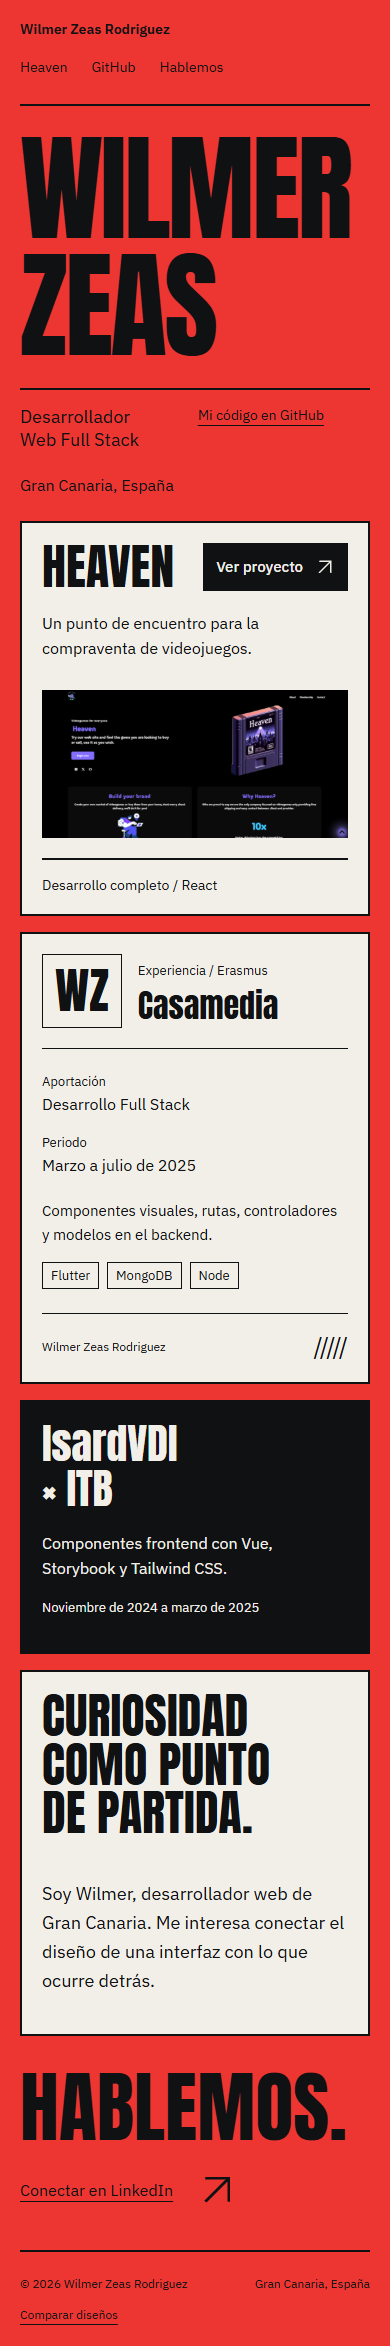 Wilmer Zeas Rodriguez
Heaven GitHub Hablemos
WILMER
ZEAS
Desarrollador
Web Full Stack
Mi código en GitHub
Gran Canaria, España
HEAVEN
Ver proyecto
Un punto de encuentro para la
compraventa de videojuegos.
Heaven
Heaven
Build your brand
Why Heaven?
10x
Desarrollo completo / React
WZ
Experiencia / Erasmus
Casamedia
Aportación
Desarrollo Full Stack
Periodo
Marzo a julio de 2025
Componentes visuales, rutas, controladores
y modelos en el backend.
Flutter MongoDB Node
Wilmer Zeas Rodriguez
/////
IsardVDI
× ITB
Componentes frontend con Vue,
Storybook y Tailwind CSS.
Noviembre de 2024 a marzo de 2025
CURIOSIDAD
COMO PUNTO
DE PARTIDA.
Soy Wilmer, desarrollador web de
Gran Canaria. Me interesa conectar el
diseño de una interfaz con lo que
ocurre detrás.
HABLEMOS.
Conectar en LinkedIn
© 2026 Wilmer Zeas Rodriguez
Gran Canaria, España
Comparar diseños